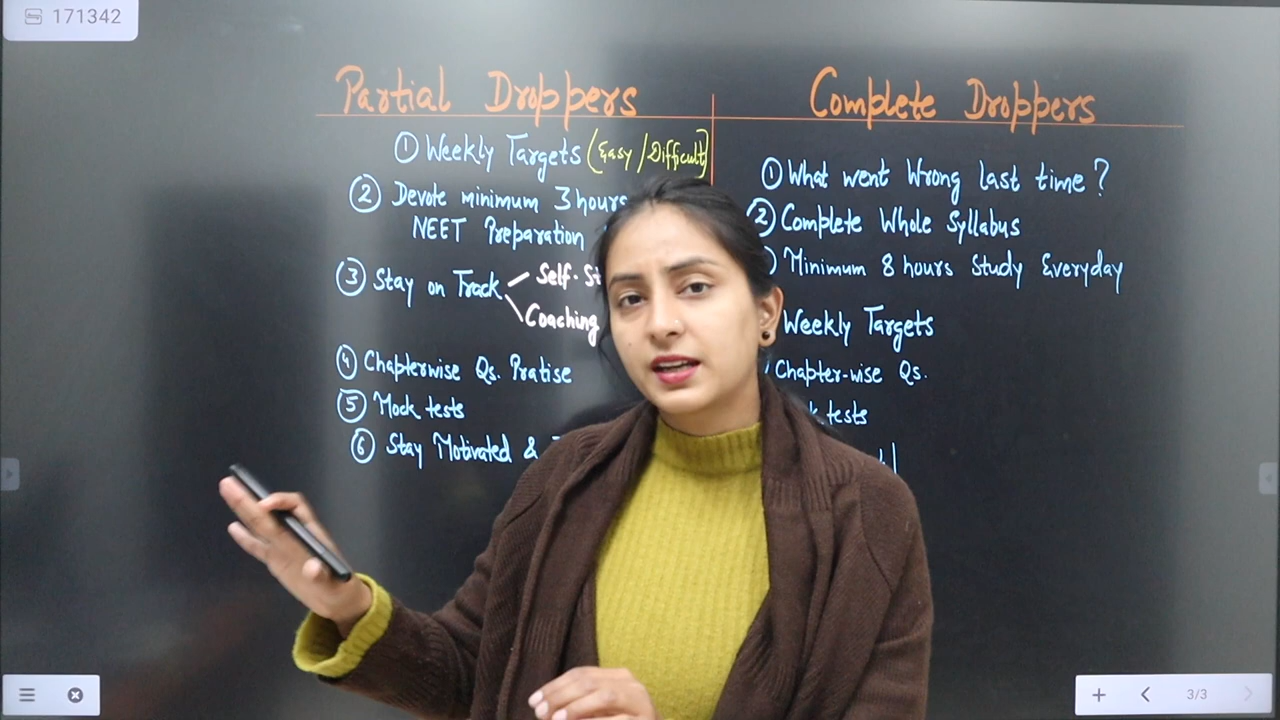 171342
Partial Droppers
① Weekly Targets (Easy / Difficult)
② Devote minimum 3 hours
NEET Preparation
③ Stay on Track
Self-
Coaching
④ Chapterwise Qs. Pratise
⑤ Mock tests
⑥ Stay Motivated &
Complete Droppers
① What went Wrong last time?
② Complete Whole Syllabus
Minimum 8 hours Study Everyday
Weekly Targets
Chapter-wise Qs.
tests
3/3